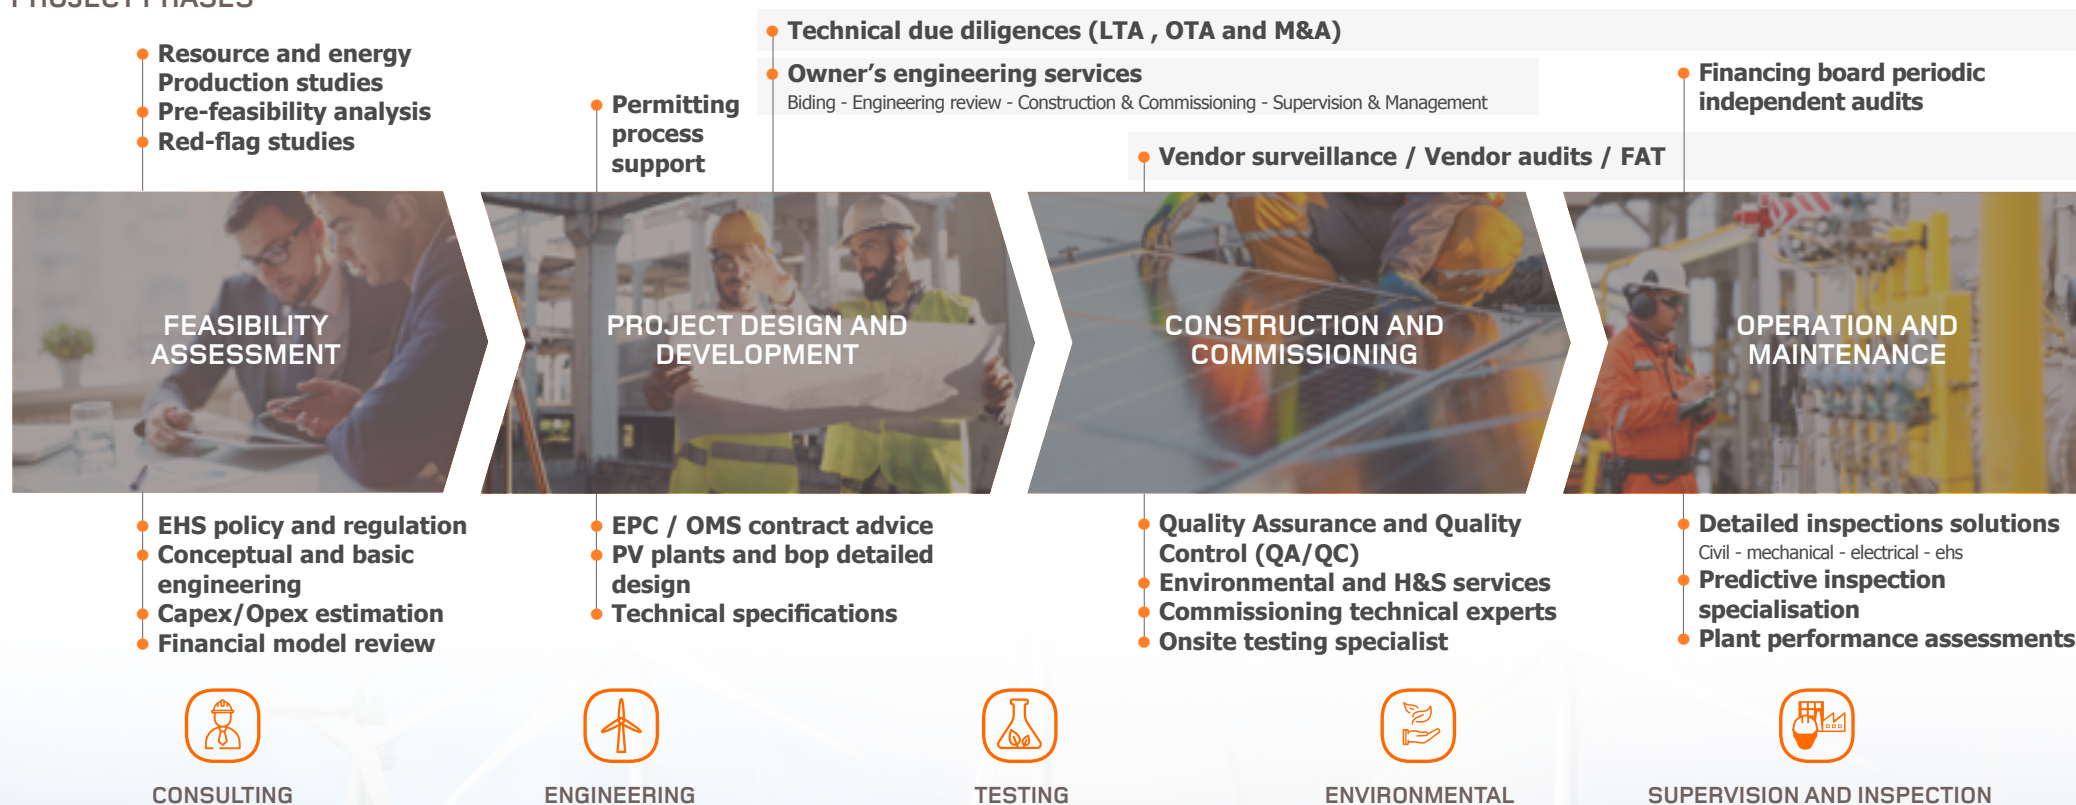 PROJECT PHASES
Resource and energy
Production studies
Pre-feasibility analysis
Red-flag studies
Permitting
process
support
Technical due diligences (LTA , OTA and M&A)
Owner's engineering services
Biding - Engineering review - Construction & Commissioning - Supervision & Management
Vendor surveillance / Vendor audits / FAT
Financing board periodic
independent audits
FEASIBILITY
ASSESSMENT
PROJECT DESIGN AND
DEVELOPMENT
CONSTRUCTION AND
COMMISSIONING
OPERATION AND
MAINTENANCE
EHS policy and regulation
Conceptual and basic
engineering
Capex/Opex estimation
Financial model review
EPC / OMS contract advice
PV plants and bop detailed
design
Technical specifications
Quality Assurance and Quality
Control (QA/QC)
Environmental and H&S services
Commissioning technical experts
Onsite testing specialist
Detailed inspections solutions
Civil - mechanical - electrical - ehs
Predictive inspection
specialisation
Plant performance assessments
CONSULTING
ENGINEERING
TESTING
ENVIRONMENTAL
SUPERVISION AND INSPECTION